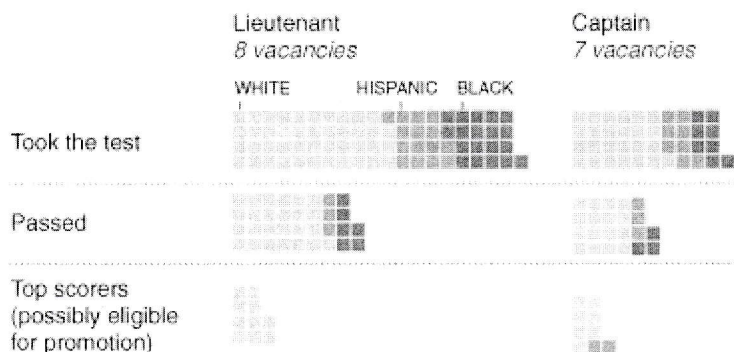 Lieutenant
8 vacancies
Captain
7 vacancies
WHITE
HISPANIC
BLACK
Took the test
Passed
Top scorers
(possibly eligible
for promotion)